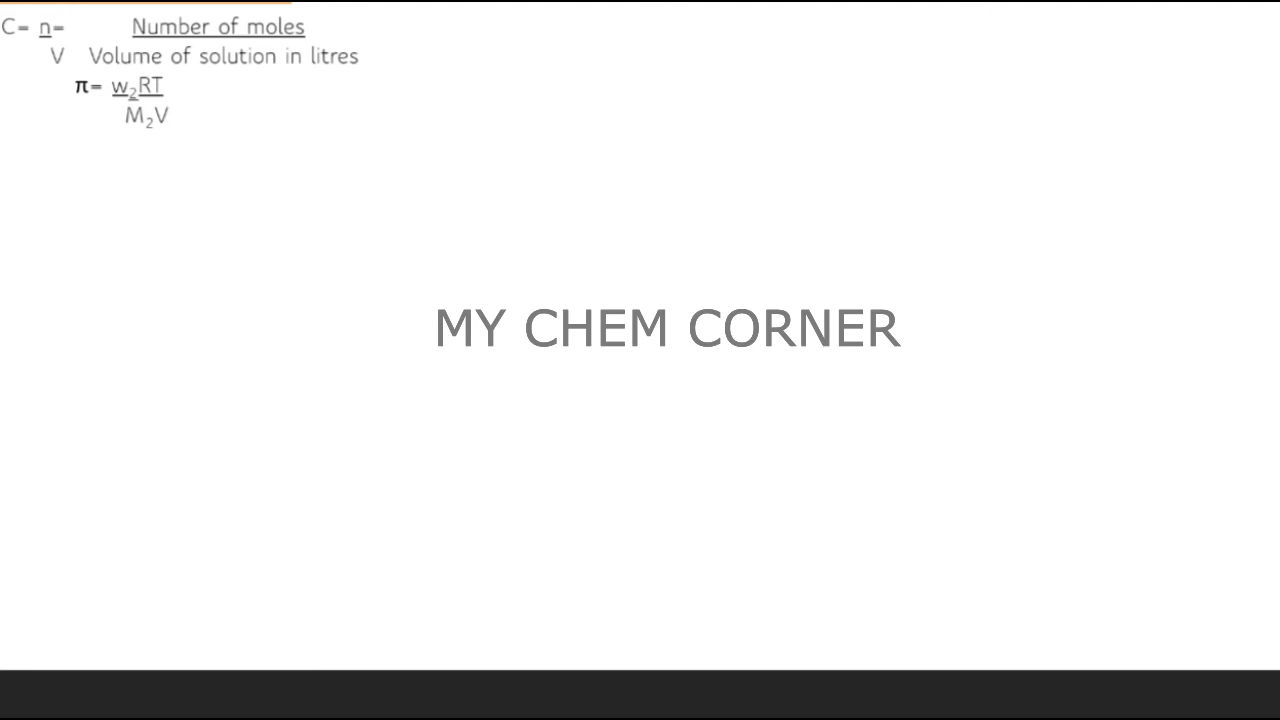 C= n= Number of moles
V Volume of solution in litres
π= w₂RT
M₂V
MY CHEM CORNER